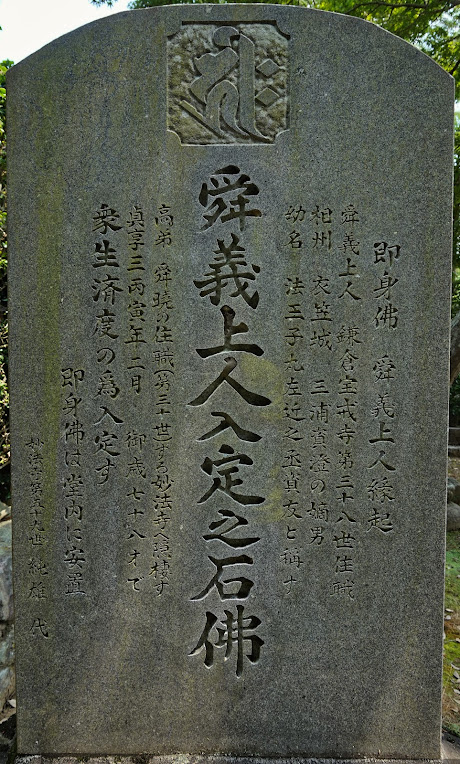 即身佛 舜義上人縁起
舜義上人 鎌倉宝戒寺第三十八世住職
相州 衣笠城 三浦貞澄の嫡男
幼名 法王子丸左近之丞貞友と称す
舜義上人入定之石佛
高弟 舜曉の住職(第三十一世)する妙法寺へ隠棲す
貞享三丙寅年二月 御歳七十八才で
衆生済度の為入定す
即身佛は堂内に安置
妙法寺第五十九世 純雄 代